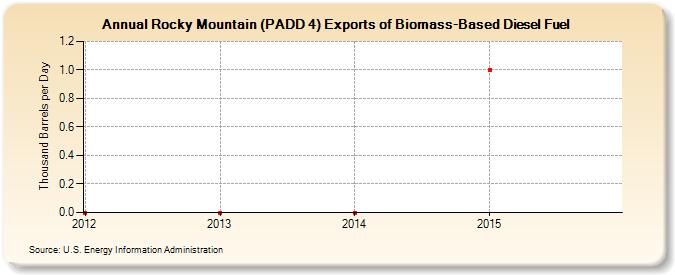 Annual Rocky Mountain (PADD 4) Exports of Biomass-Based Diesel Fuel
Thousand Barrels per Day
1.2
1.0
0.8
0.6
0.4
0.2
0.0
2012 2013 2014 2015
Source: U.S. Energy Information Administration